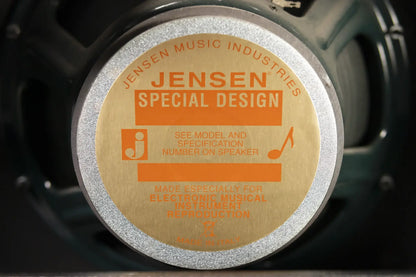 JENSEN MUSIC INDUSTRIES
JENSEN
SPECIAL DESIGN
SEE MODEL AND
SPECIFICATION
NUMBER ON SPEAKER
j
MADE ESPECIALLY FOR
ELECTRONIC MUSICAL
INSTRUMENT
REPRODUCTION